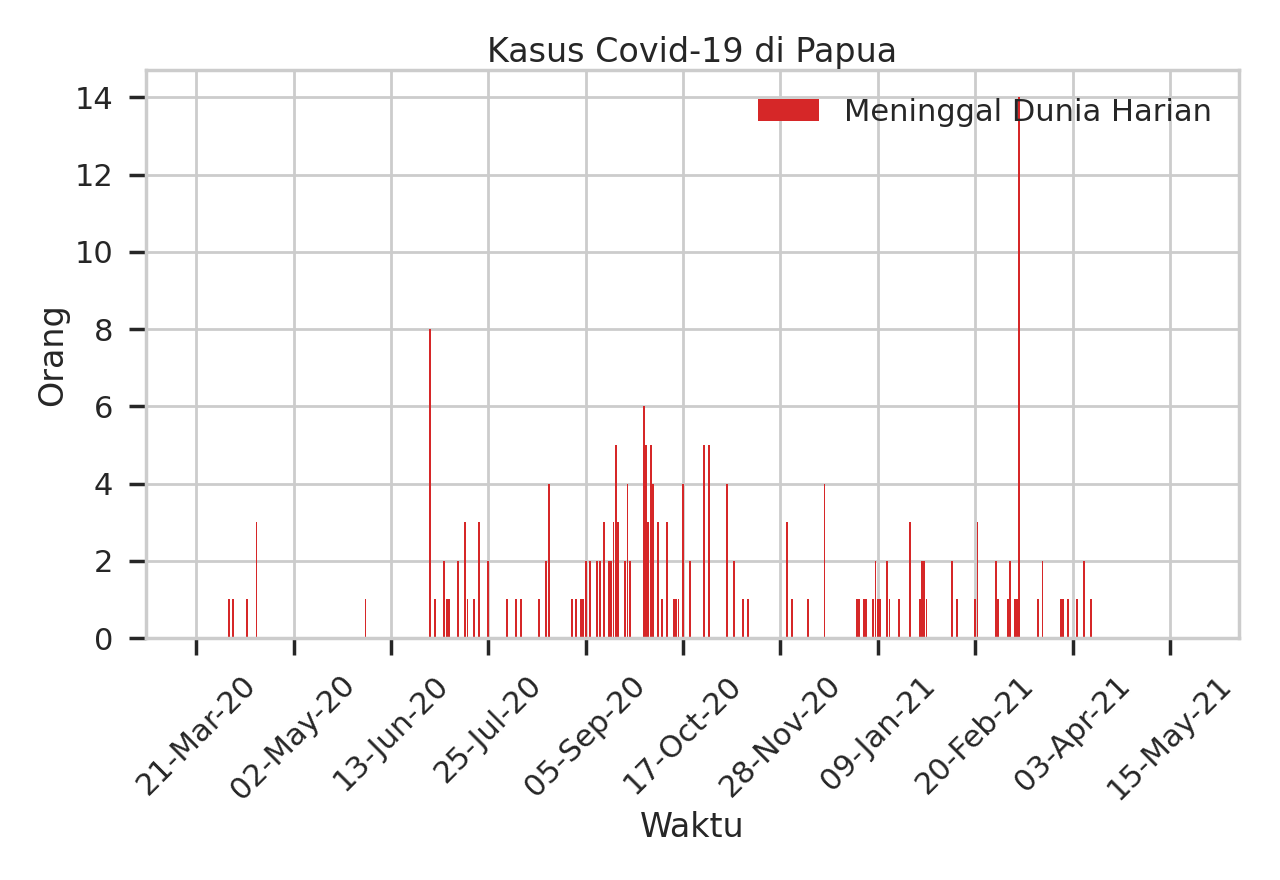 Kasus Covid-19 di Papua
Meninggal Dunia Harian
14
12
10
8
6
4
2
0
Orang
21-Mar-20
02-May-20
13-Jun-20
25-Jul-20
05-Sep-20
17-Oct-20
28-Nov-20
09-Jan-21
20-Feb-21
03-Apr-21
15-May-21
Waktu